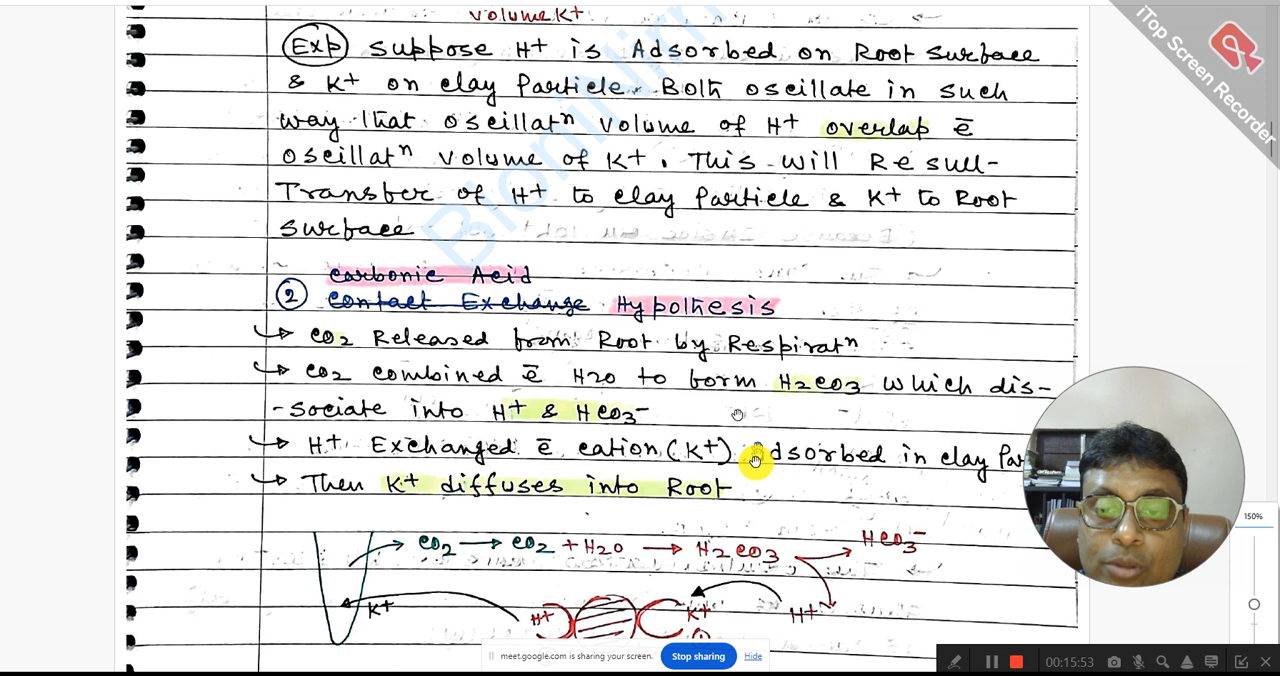 volume K+.
Exp Suppose H+ is Adsorbed on Root Surface
& K+ on clay Particle. Both oscillate in such
way that oscillatn volume of H+ overlap ē
oscillatn volume of K+. This will Result
Transfer of H+ to clay Particle & K+ to Root
Surface
carbonic Acid
② contact Exchange Hypothesis
↳ CO2 Released from Root by Respiratn
↳ CO2 combined ē H2O to form H2CO3 which dis-
-sociate into H+ & HCO3-
↳ H+ Exchanged ē cation (K+) adsorbed in clay Par
↳ Then K+ diffuses into Root
CO2 → CO2 + H2O → H2CO3
HCO3-
K+
H+
K+
H+
iTop Screen Recorder
150%
meet.google.com is sharing your screen.
Stop sharing
Hide
00:15:53